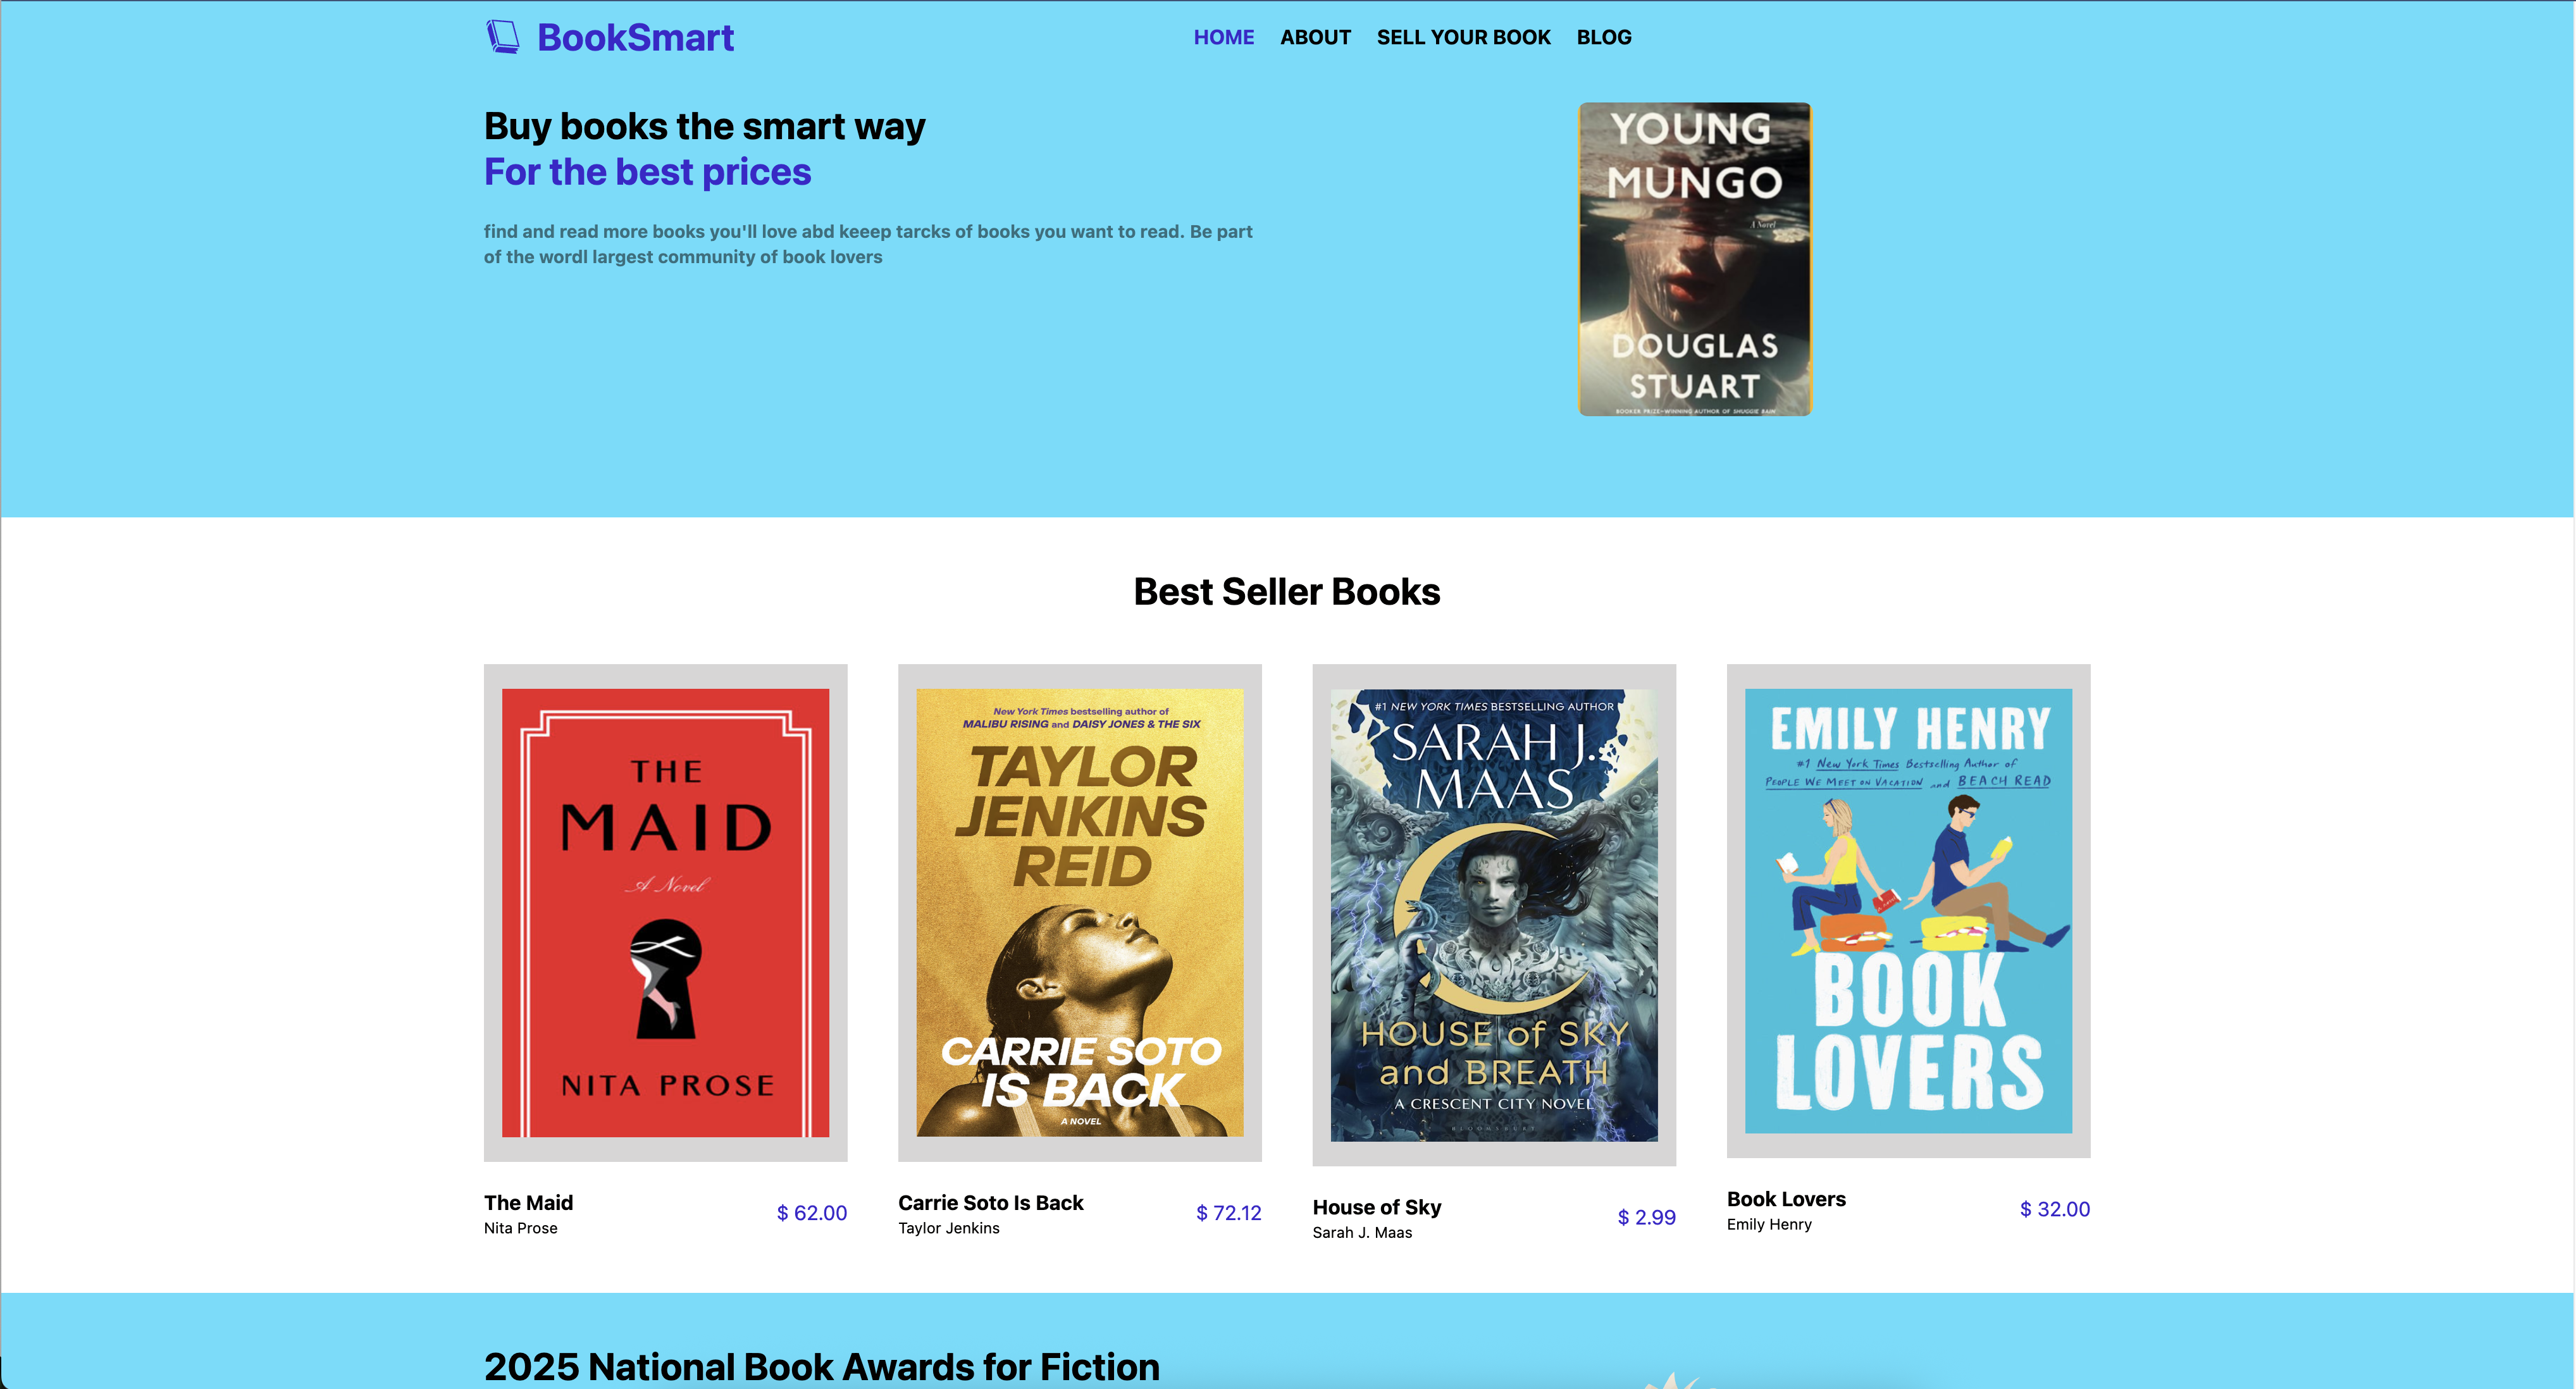 BookSmart
HOME ABOUT SELL YOUR BOOK BLOG
Buy books the smart way
For the best prices
find and read more books you'll love abd keeep tarcks of books you want to read. Be part
of the wordl largest community of book lovers
YOUNG
MUNGO
A Novel
DOUGLAS
STUART
BOOKER PRIZE-WINNING AUTHOR OF SHUGGIE BAIN
Best Seller Books
THE
MAID
A Novel
NITA PROSE
The Maid
Nita Prose
$ 62.00
New York Times bestselling author of
MALIBU RISING and DAISY JONES & THE SIX
TAYLOR
JENKINS
REID
CARRIE SOTO
IS BACK
A NOVEL
Carrie Soto Is Back
Taylor Jenkins
$ 72.12
#1 NEW YORK TIMES BESTSELLING AUTHOR
SARAH J.
MAAS
HOUSE of SKY
and BREATH
A CRESCENT CITY NOVEL
BLOOMSBURY
House of Sky
Sarah J. Maas
$ 2.99
EMILY HENRY
#1 New York Times Bestselling Author of
PEOPLE WE MEET ON VACATION and BEACH READ
BOOK
LOVERS
Book Lovers
Emily Henry
$ 32.00
2025 National Book Awards for Fiction